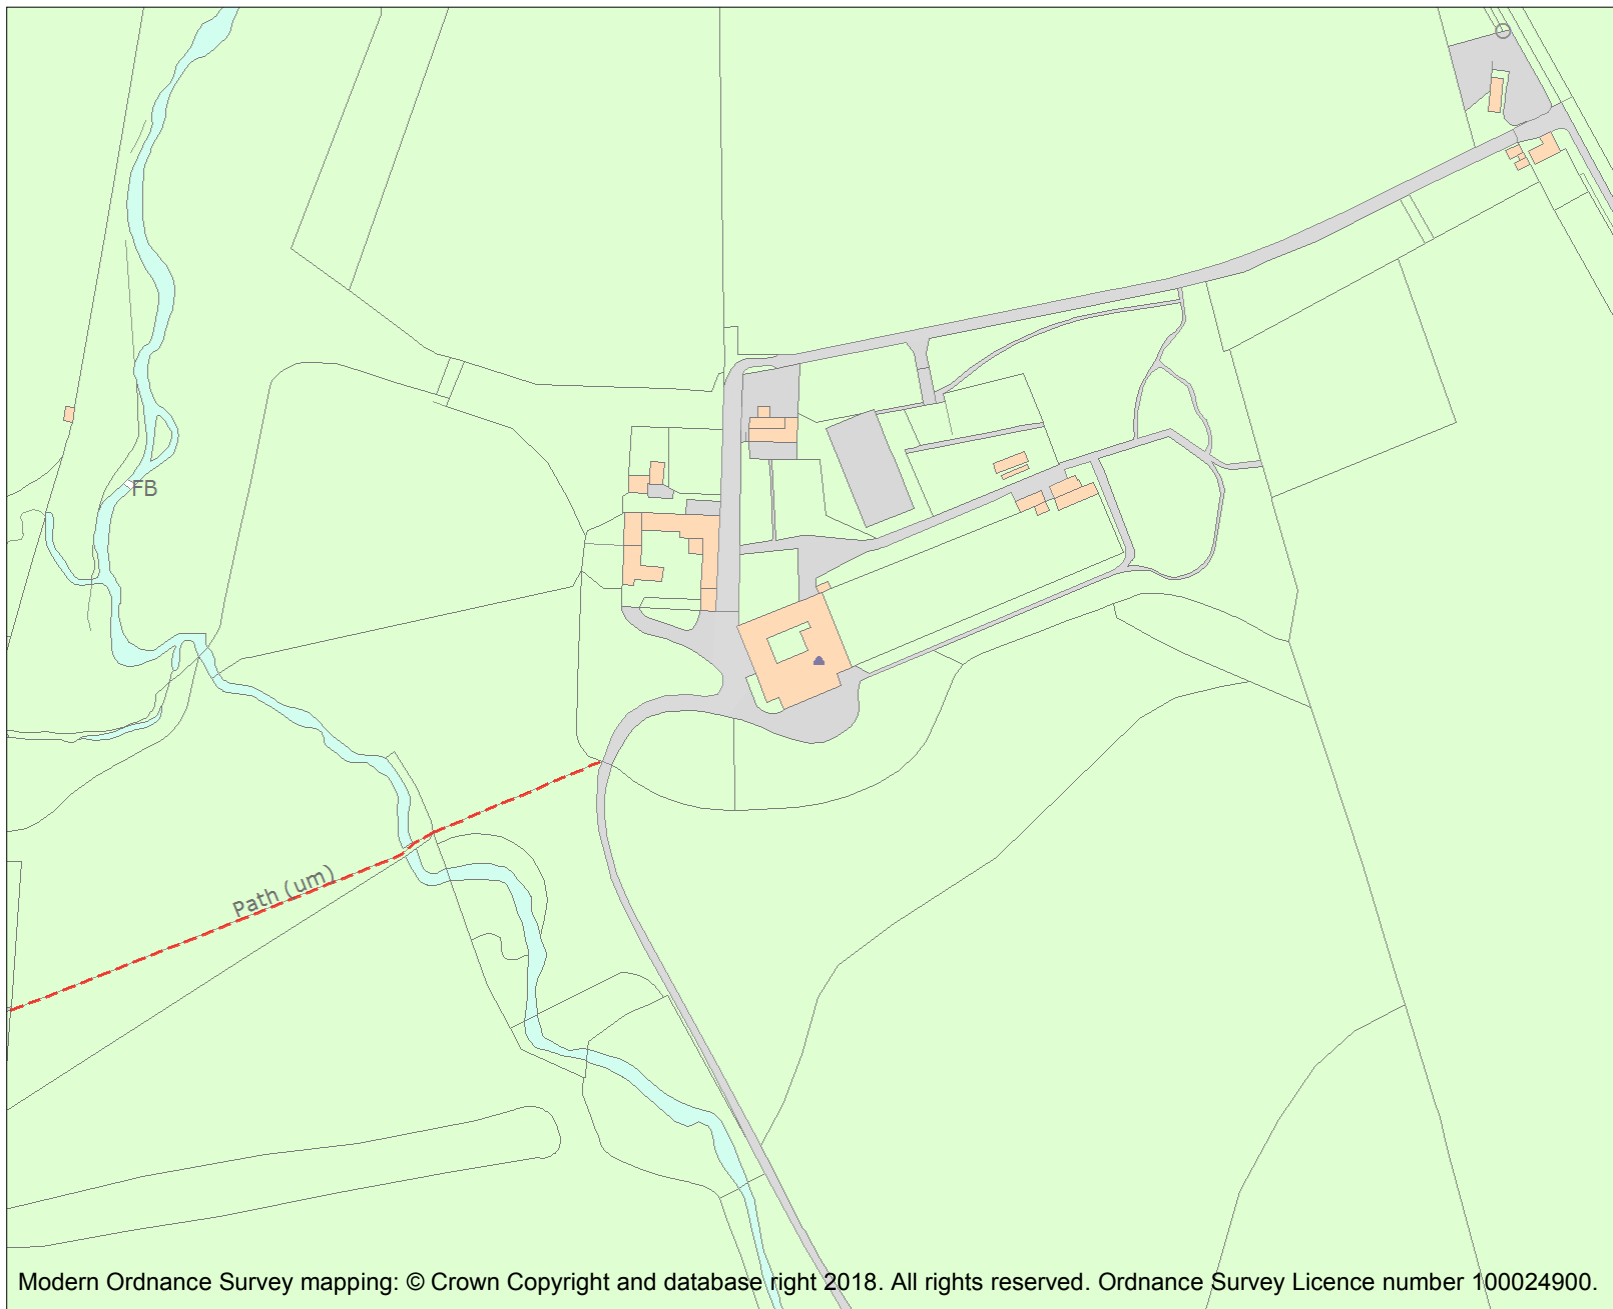 FB
Path (um)
Modern Ordnance Survey mapping: © Crown Copyright and database right 2018. All rights reserved. Ordnance Survey Licence number 100024900.